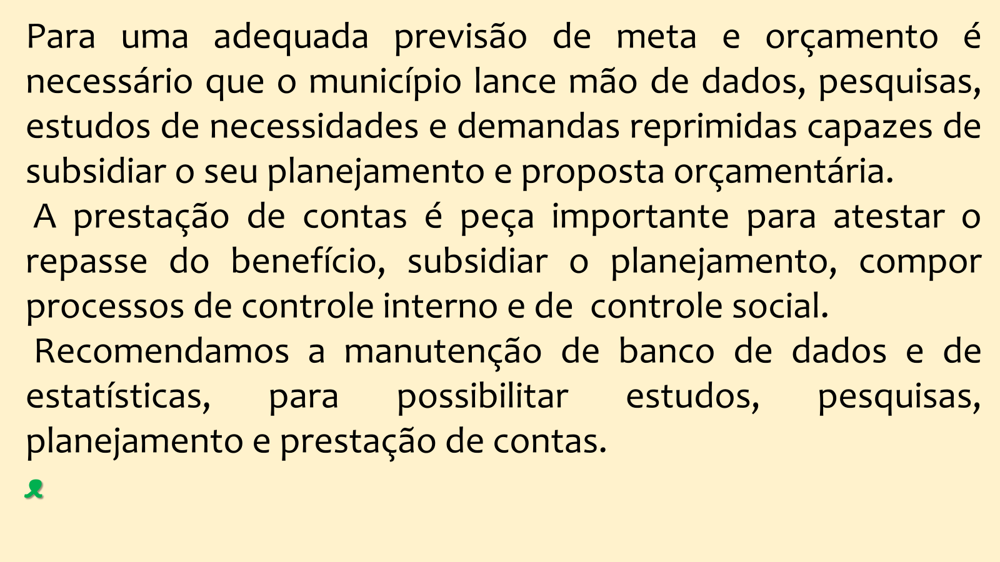 Para uma adequada previsão de meta e orçamento é
necessário que o município lance mão de dados, pesquisas,
estudos de necessidades e demandas reprimidas capazes de
subsidiar o seu planejamento e proposta orçamentária.
A prestação de contas é peça importante para atestar o
repasse do benefício, subsidiar o planejamento, compor
processos de controle interno e de controle social.
Recomendamos a manutenção de banco de dados e de
estatísticas, para possibilitar estudos, pesquisas,
planejamento e prestação de contas.